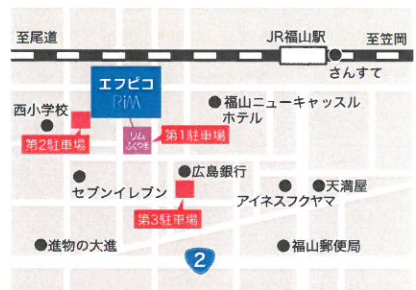 至尾道
JR福山駅
至笠岡
さんすて
エフピコ
RiM
福山ニューキャッスル
ホテル
西小学校
第2駐車場
リム
ふくやま
第1駐車場
広島銀行
セブンイレブン
天満屋
アイネスフクヤマ
第3駐車場
進物の大進
2
福山郵便局